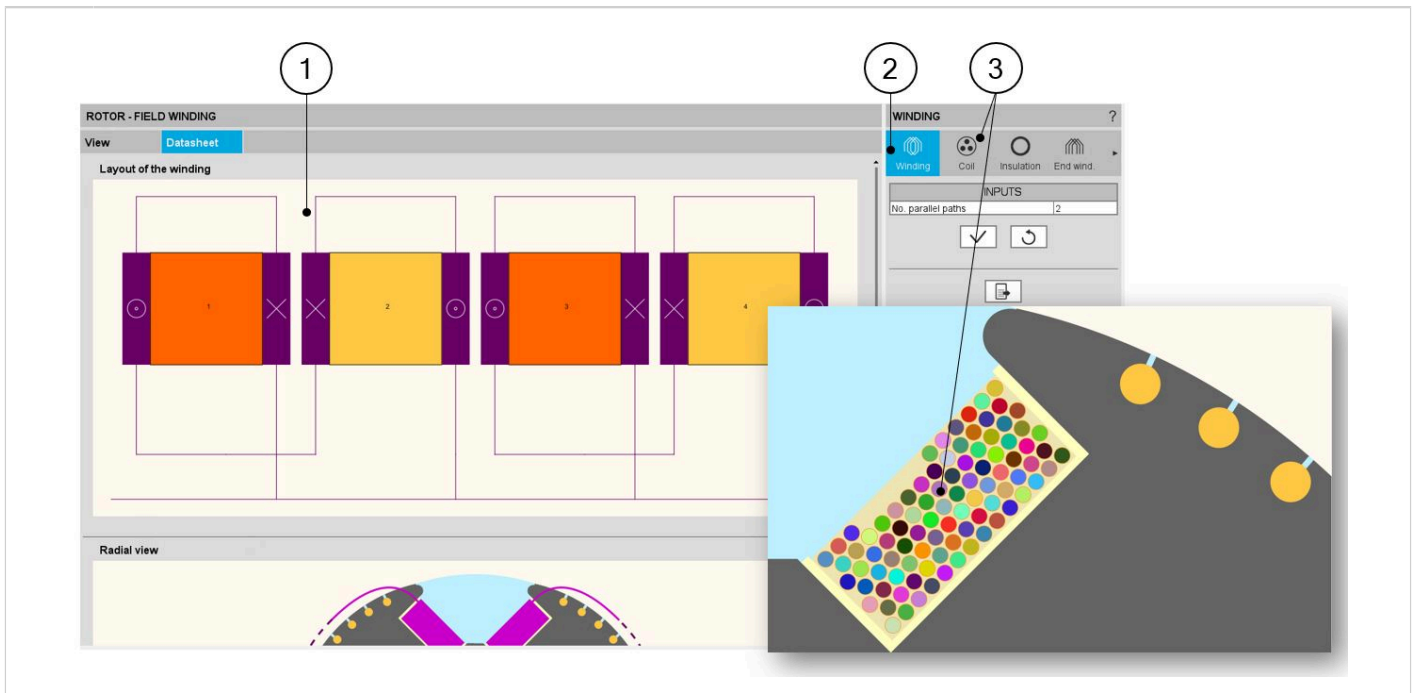 1
2
3
ROTOR - FIELD WINDING
WINDING ?
View Datasheet
Winding Coil Insulation End wind.
Layout of the winding
INPUTS
No. parallel paths 2
1 2 3 4
Radial view